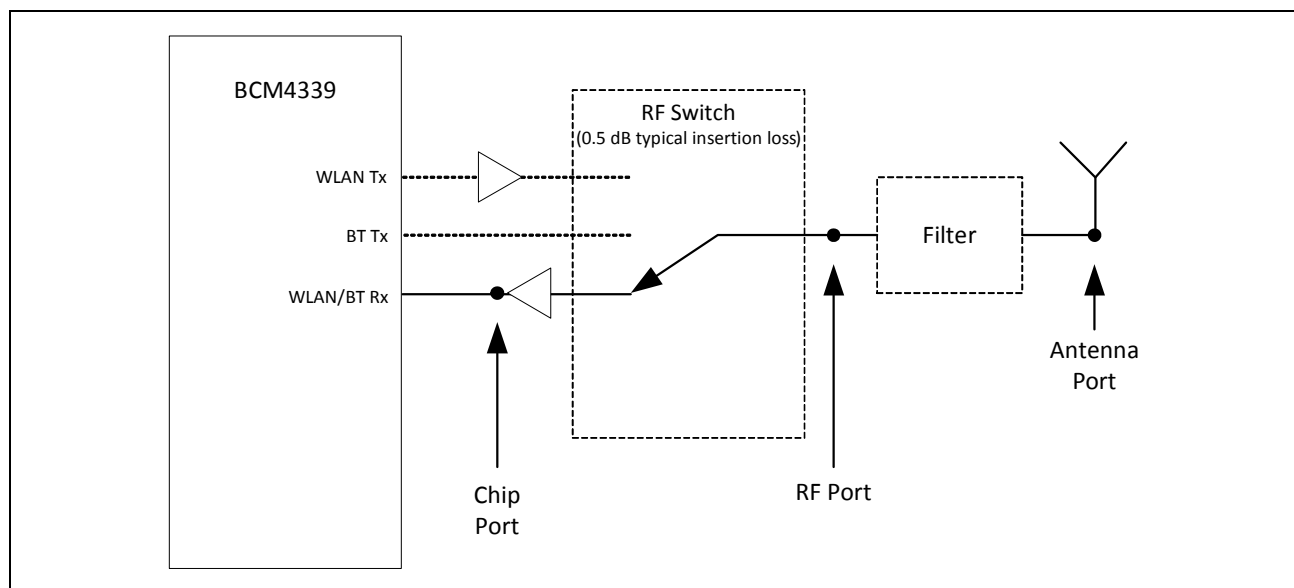 BCM4339
RF Switch
(0.5 dB typical insertion loss)
WLAN Tx
BT Tx
WLAN/BT Rx
Filter
Chip
Port
RF Port
Antenna
Port